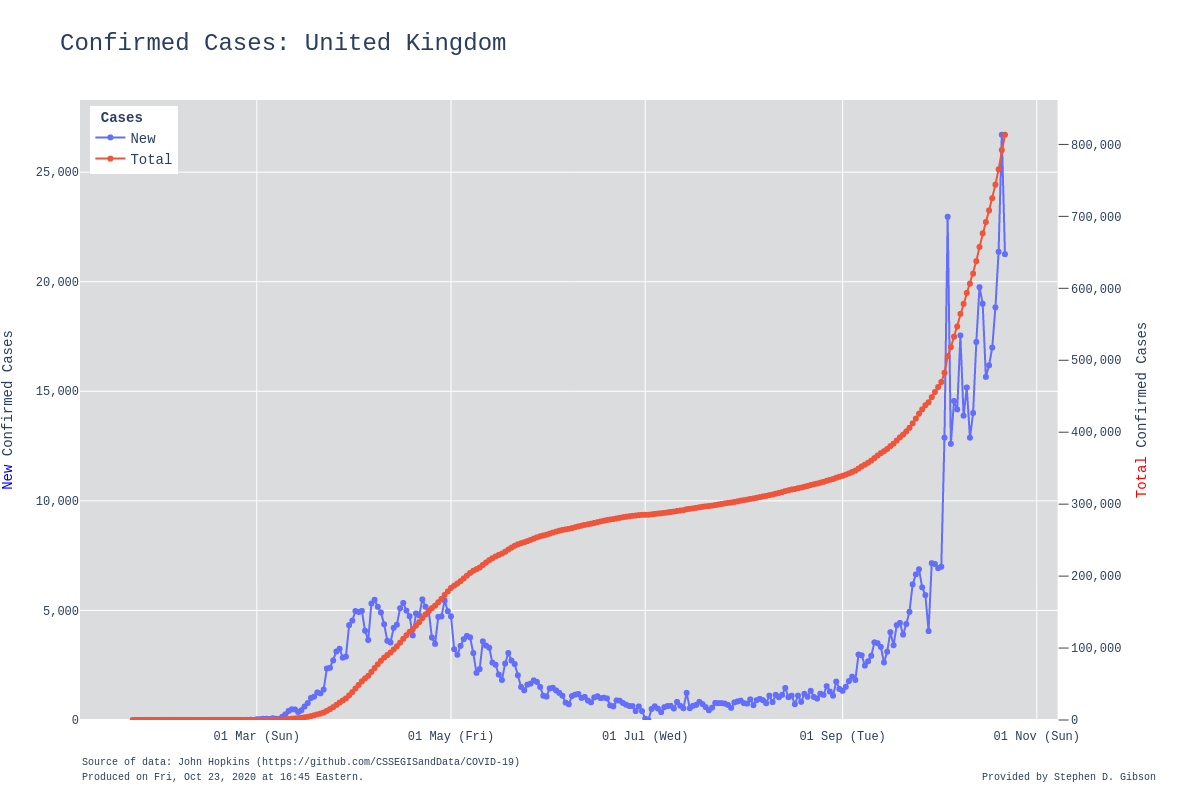 Confirmed Cases: United Kingdom
Cases
New
Total
25,000
20,000
15,000
10,000
5,000
0
New Confirmed Cases
800,000
700,000
600,000
500,000
400,000
300,000
200,000
100,000
0
Total Confirmed Cases
01 Mar (Sun)
01 May (Fri)
01 Jul (Wed)
01 Sep (Tue)
01 Nov (Sun)
Source of data: John Hopkins (https://github.com/CSSEGISandData/COVID-19)
Produced on Fri, Oct 23, 2020 at 16:45 Eastern.
Provided by Stephen D. Gibson